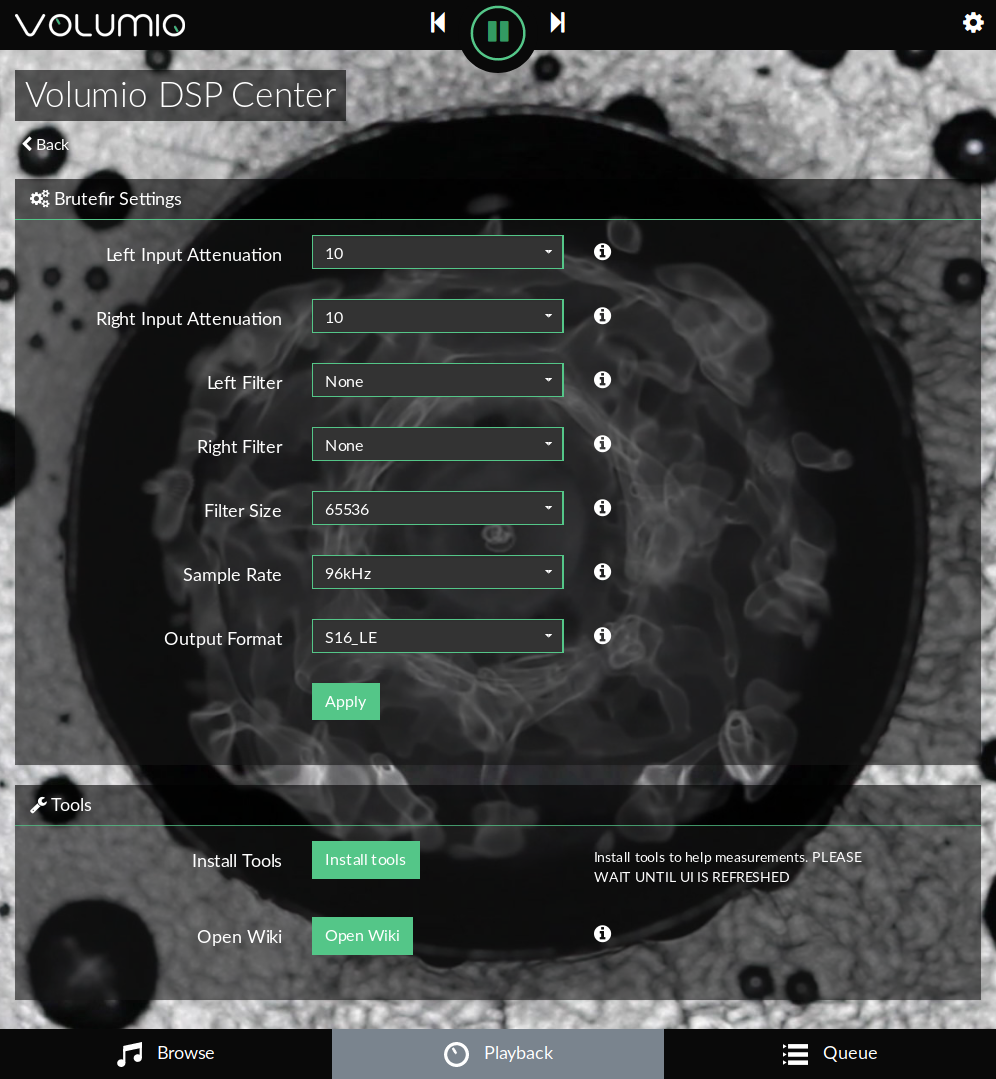 VOLUMIO
Volumio DSP Center
Back
Brutefir Settings
Left Input Attenuation 10
Right Input Attenuation 10
Left Filter None
Right Filter None
Filter Size 65536
Sample Rate 96kHz
Output Format S16_LE
Apply
Tools
Install Tools Install tools Install tools to help measurements. PLEASE
WAIT UNTIL UI IS REFRESHED
Open Wiki Open Wiki
Browse Playback Queue